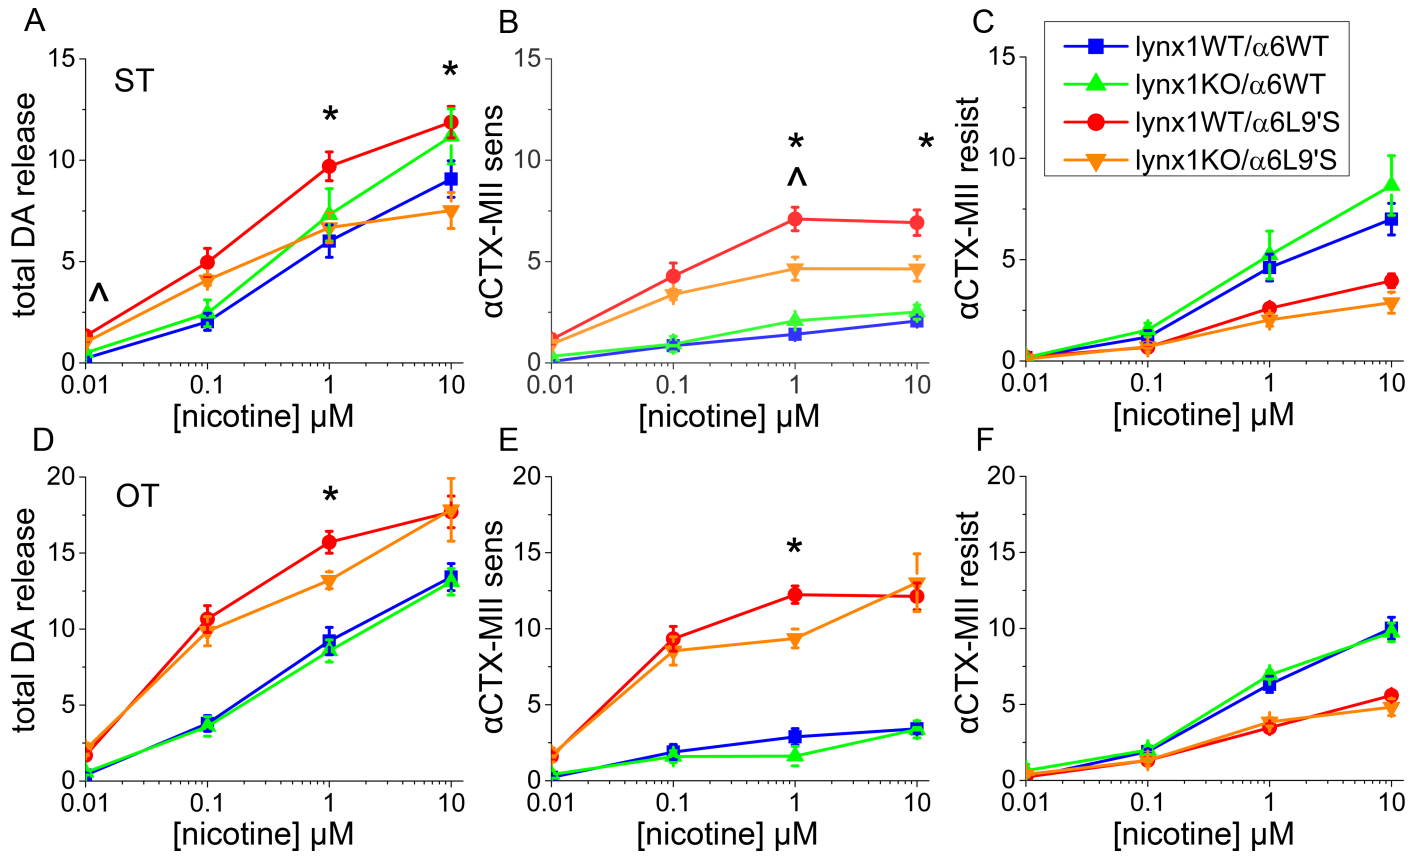 A
ST
total DA release
15
10
5
0
*
*
^
0.01 0.1 1 10
[nicotine] µM
B
αCTX-MII sens
15
10
5
0
*
*
^
0.01 0.1 1 10
[nicotine] µM
C
αCTX-MII resist
15
10
5
0
lynx1WT/α6WT
lynx1KO/α6WT
lynx1WT/α6L9'S
lynx1KO/α6L9'S
0.01 0.1 1 10
[nicotine] µM
D
OT
total DA release
20
15
10
5
0
*
0.01 0.1 1 10
[nicotine] µM
E
αCTX-MII sens
20
15
10
5
0
*
0.01 0.1 1 10
[nicotine] µM
F
αCTX-MII resist
20
15
10
5
0
0.01 0.1 1 10
[nicotine] µM